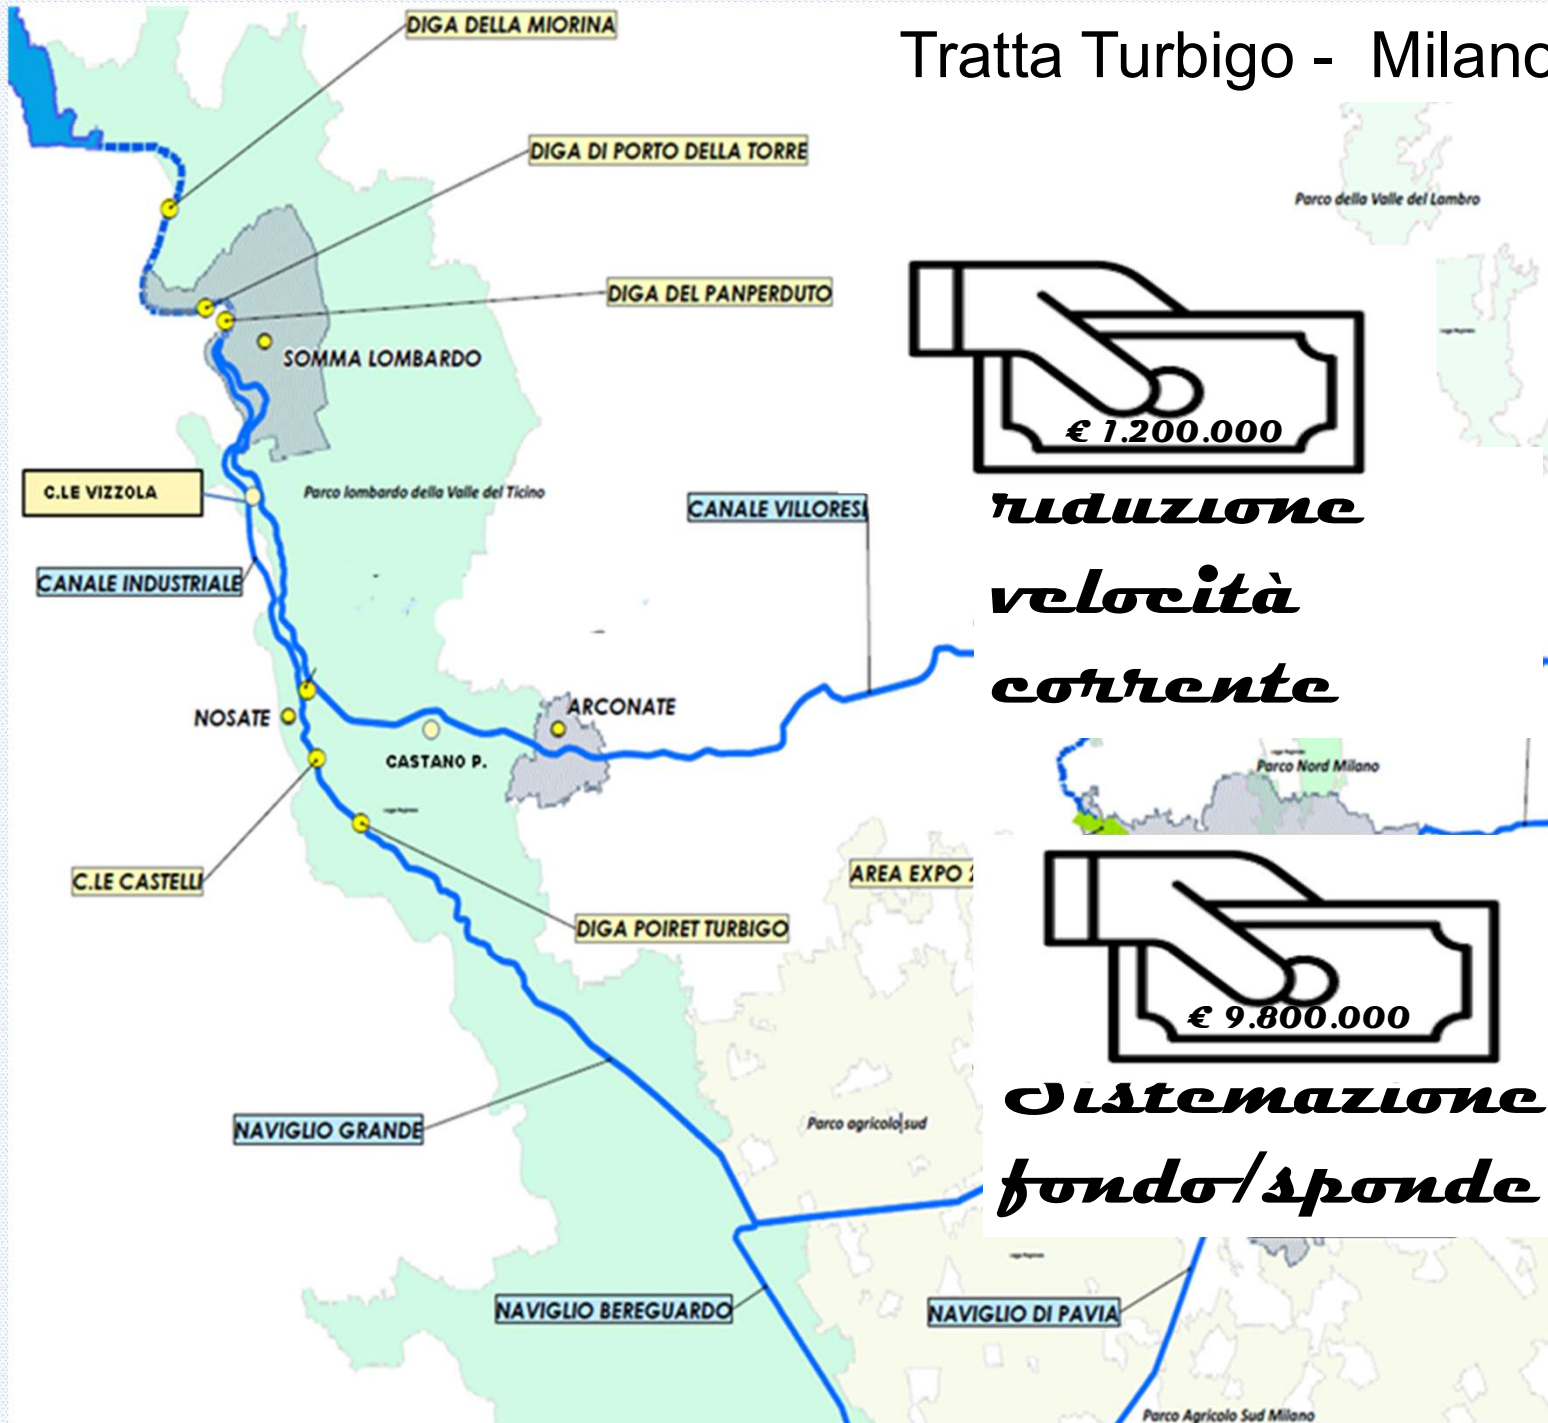 DIGA DELLA MIORINA
Tratta Turbigo - Milano
DIGA DI PORTO DELLA TORRE
Parco della Valle del Lambro
DIGA DEL PANPERDUTO
SOMMA LOMBARDO
€ 1.200.000
C.LE VIZZOLA
Parco lombardo della Valle del Ticino
CANALE VILLORESI
riduzione
velocità
corrente
CANALE INDUSTRIALE
NOSATE
ARCONATE
CASTANO P.
Parco Nord Milano
C.LE CASTELLI
AREA EXPO
DIGA POIRET TURBIGO
€ 9.800.000
Sistemazione
fondo/sponde
NAVIGLIO GRANDE
Parco agricolo sud
NAVIGLIO BEREGUARDO
NAVIGLIO DI PAVIA
Parco Agricolo Sud Milano